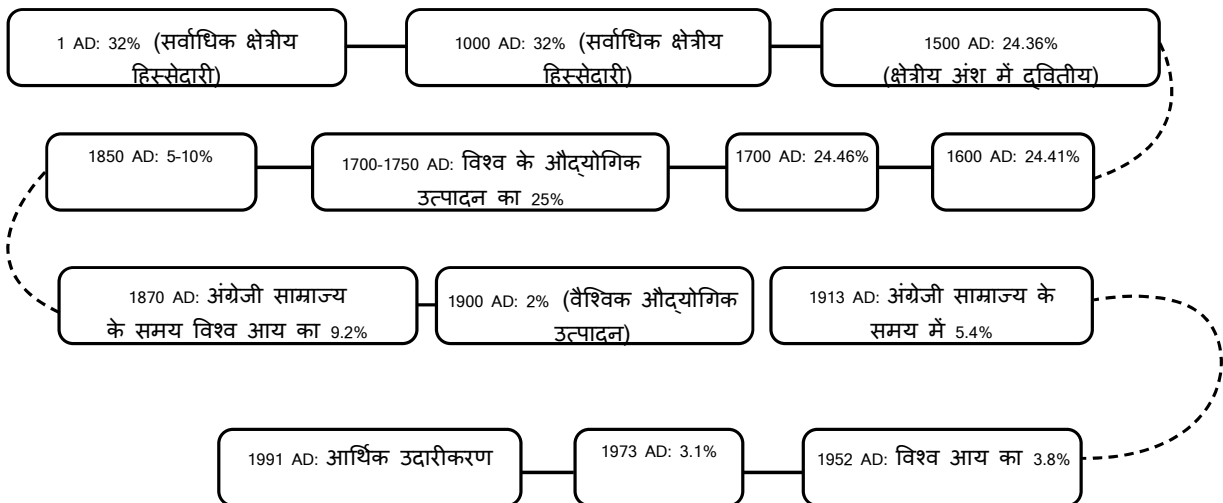 1 AD: 32% (सर्वाधिक क्षेत्रीय
हिस्सेदारी)
1000 AD: 32% (सर्वाधिक क्षेत्रीय
हिस्सेदारी)
1500 AD: 24.36%
(क्षेत्रीय अंश में द्वितीय)
1600 AD: 24.41%
1700 AD: 24.46%
1700-1750 AD: विश्व के औद्योगिक
उत्पादन का 25%
1850 AD: 5-10%
1870 AD: अंग्रेजी साम्राज्य
के समय विश्व आय का 9.2%
1900 AD: 2% (वैश्विक औद्योगिक
उत्पादन)
1913 AD: अंग्रेजी साम्राज्य के
समय में 5.4%
1952 AD: विश्व आय का 3.8%
1973 AD: 3.1%
1991 AD: आर्थिक उदारीकरण